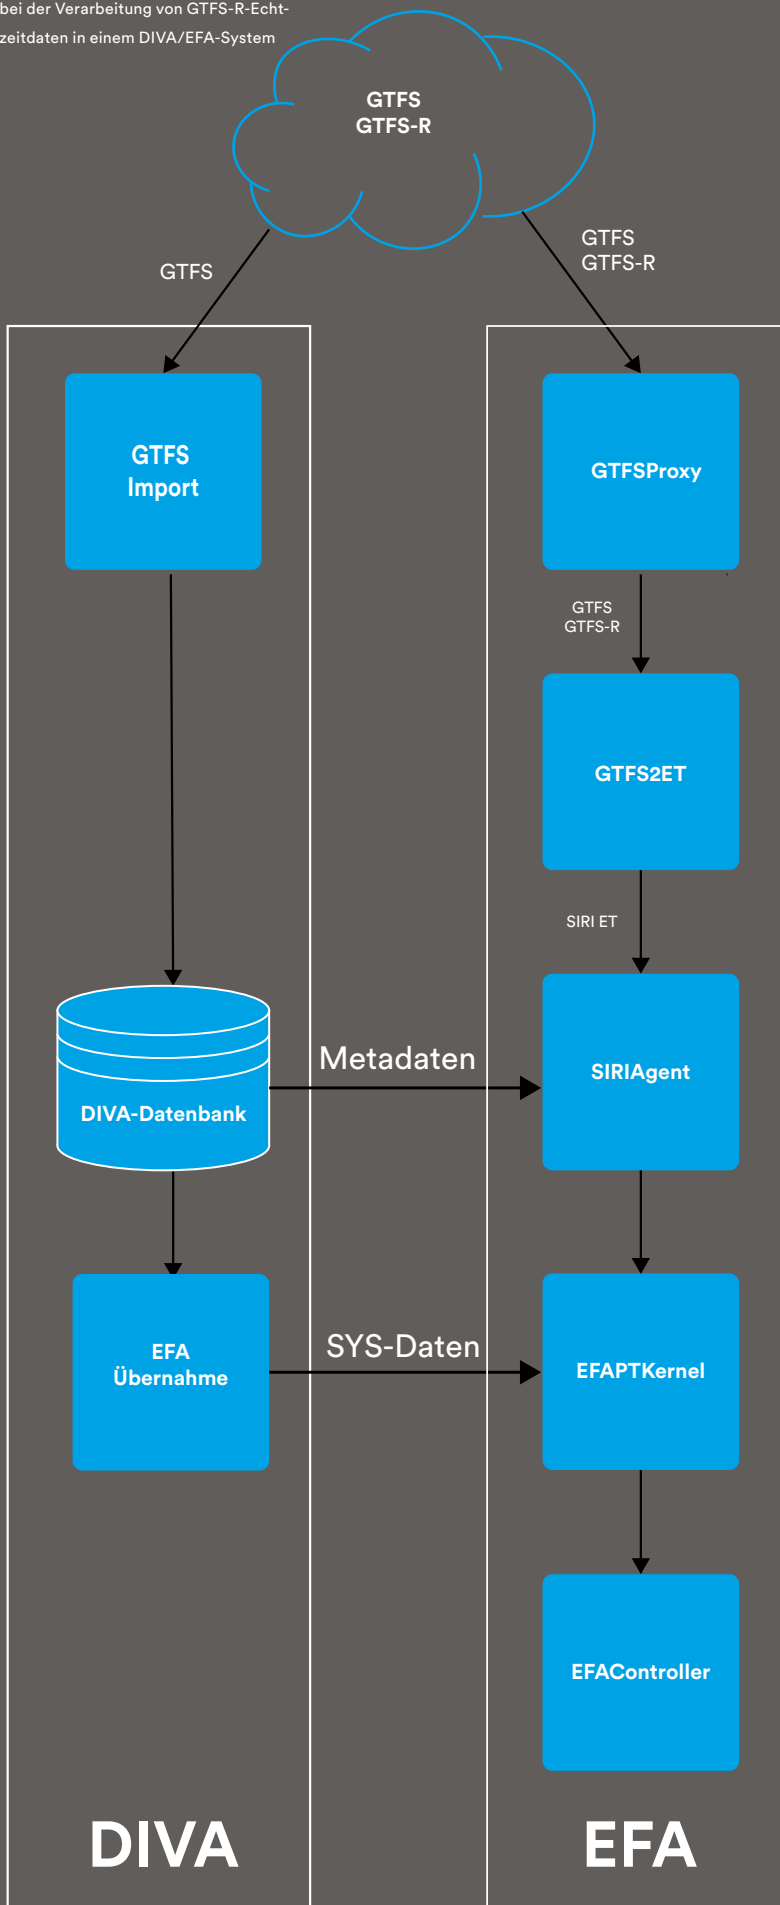 bei der Verarbeitung von GTFS-R-Echt-
zeitdaten in einem DIVA/EFA-System
GTFS
GTFS-R
GTFS
GTFS
GTFS-R
GTFS
Import
GTFSProxy
GTFS
GTFS-R
GTFS2ET
SIRI ET
Metadaten
SIRIAgent
DIVA-Datenbank
EFA
Übernahme
SYS-Daten
EFAPTKernel
EFAController
DIVA
EFA